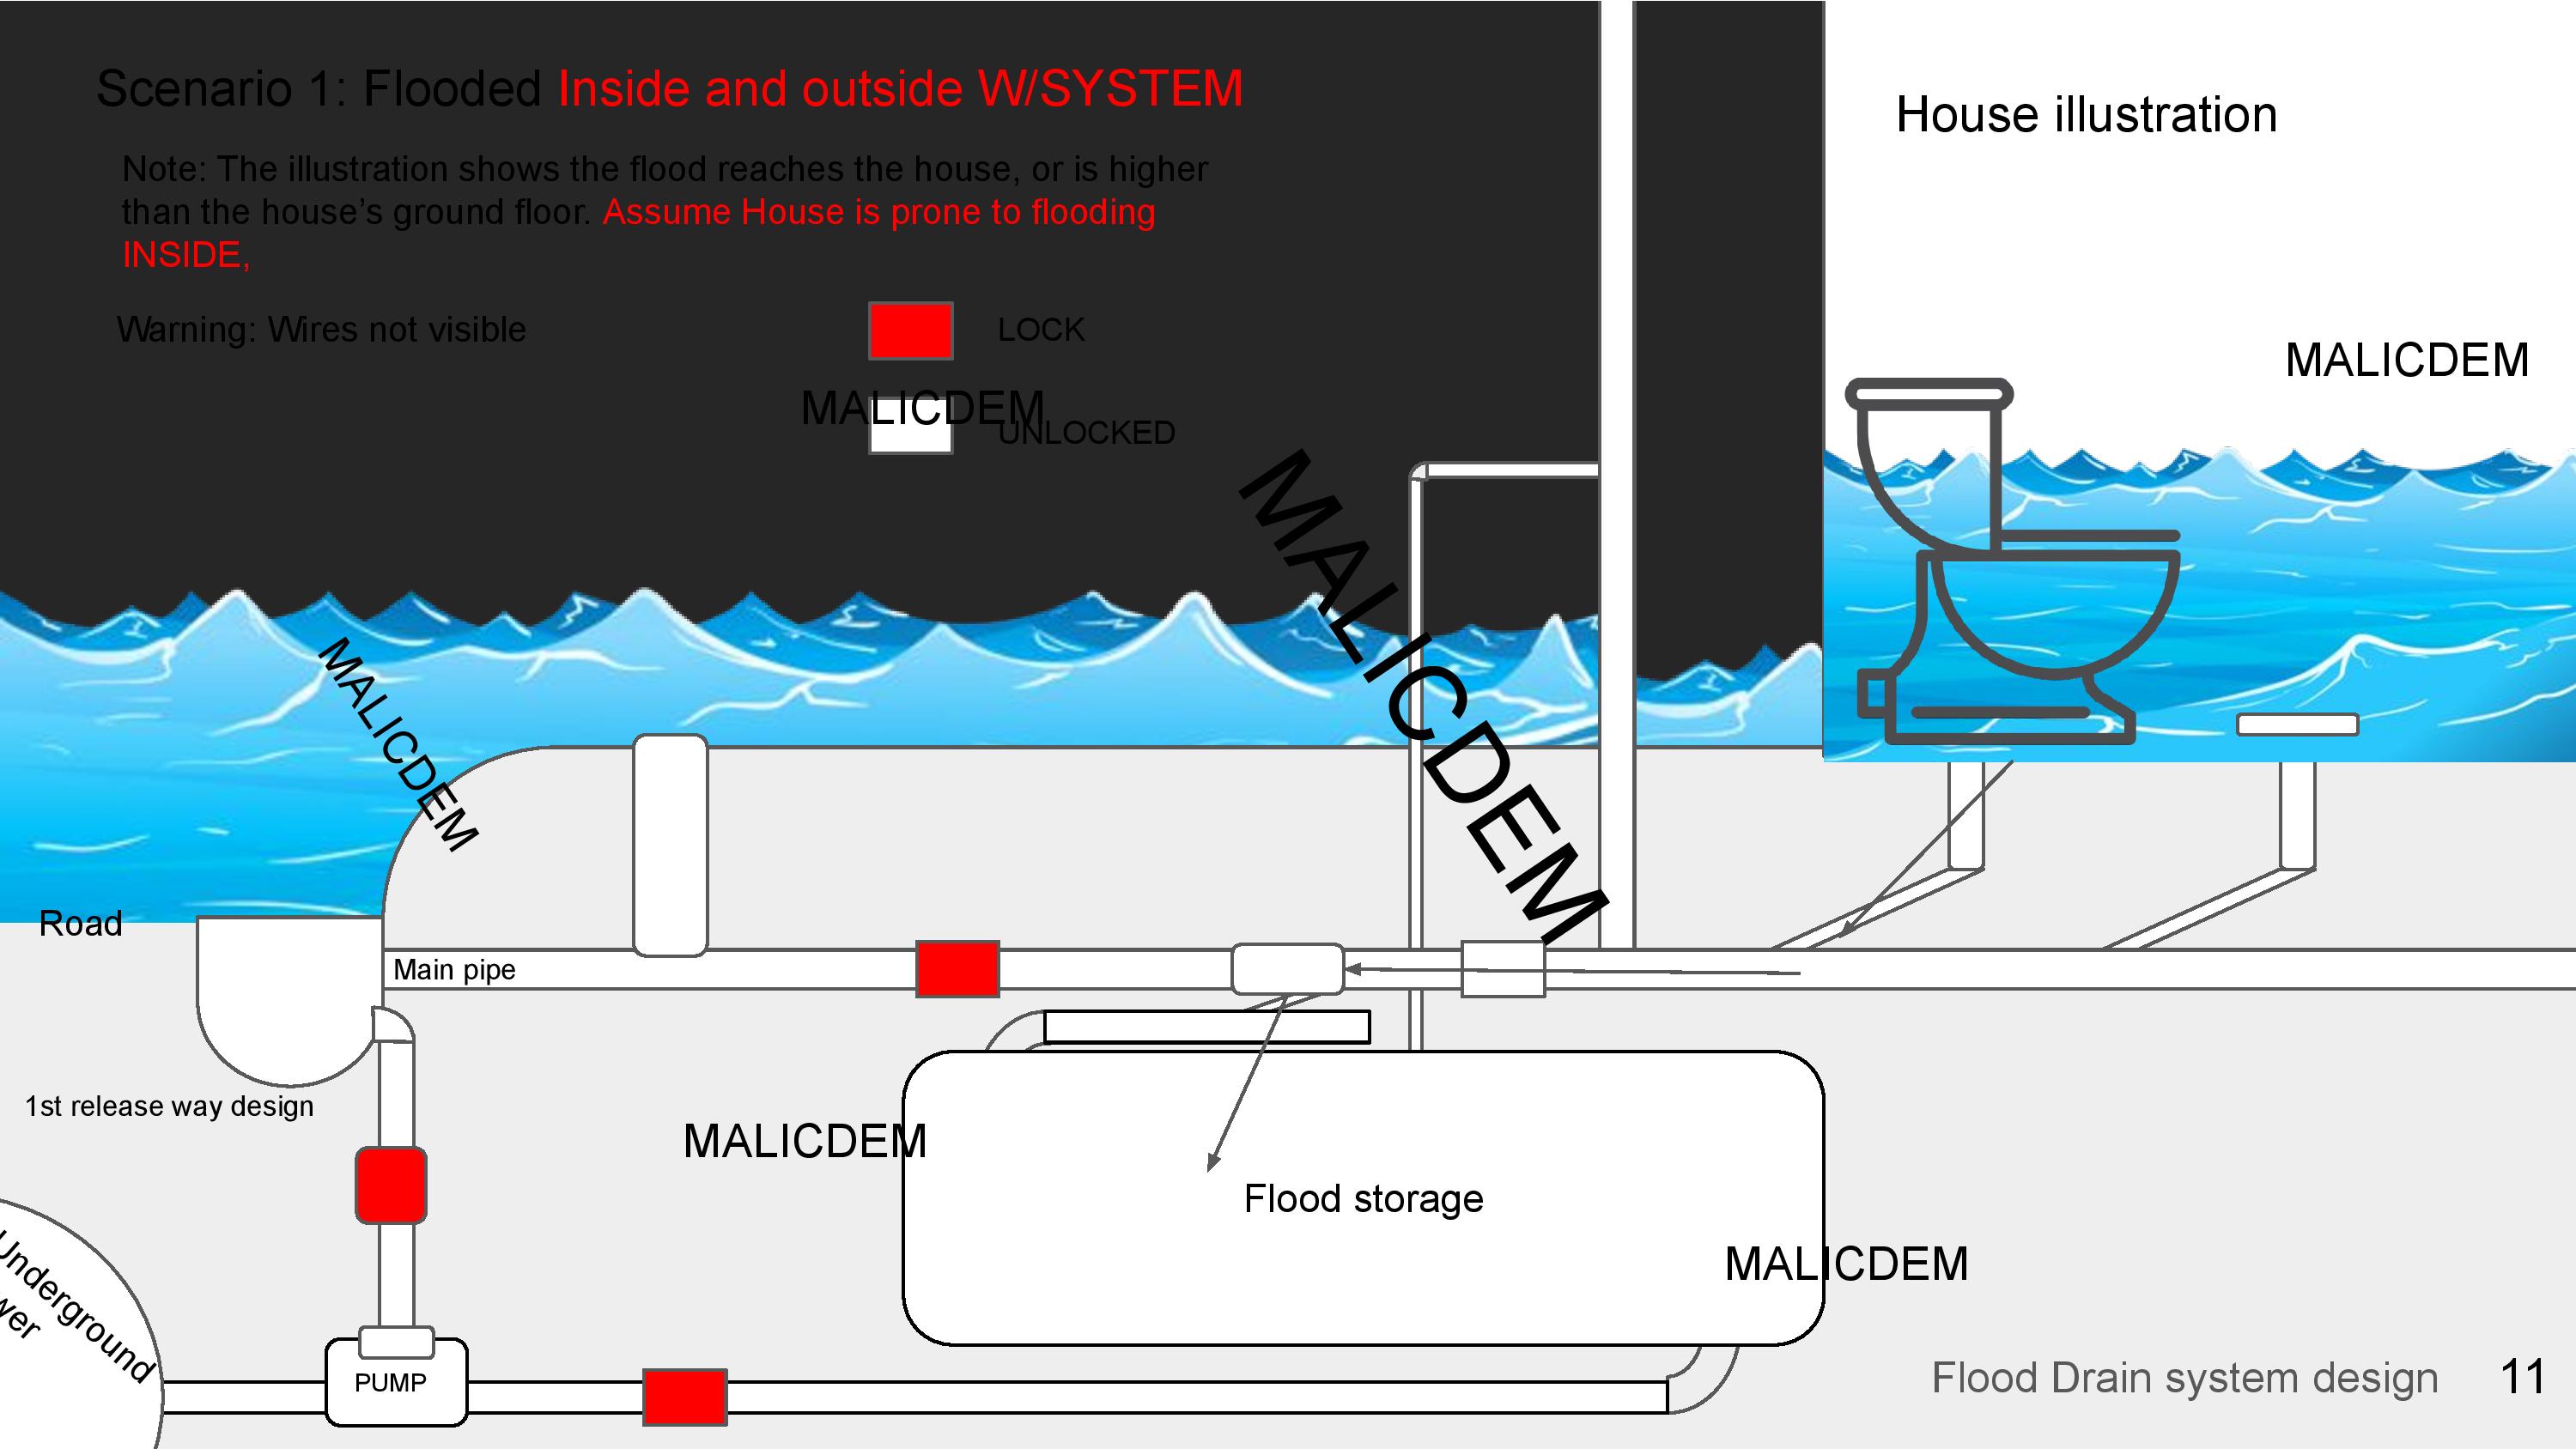 Scenario 1: Flooded Inside and outside W/SYSTEM
House illustration
Note: The illustration shows the flood reaches the house, or is higher
than the house’s ground floor. Assume House is prone to flooding
INSIDE,
Warning: Wires not visible
LOCK
MALICDEM
MALICDEM
UNLOCKED
MALICDEM
MALICDEM
Road
Main pipe
1st release way design
MALICDEM
Flood storage
MALICDEM
Underground
PUMP
Flood Drain system design
11